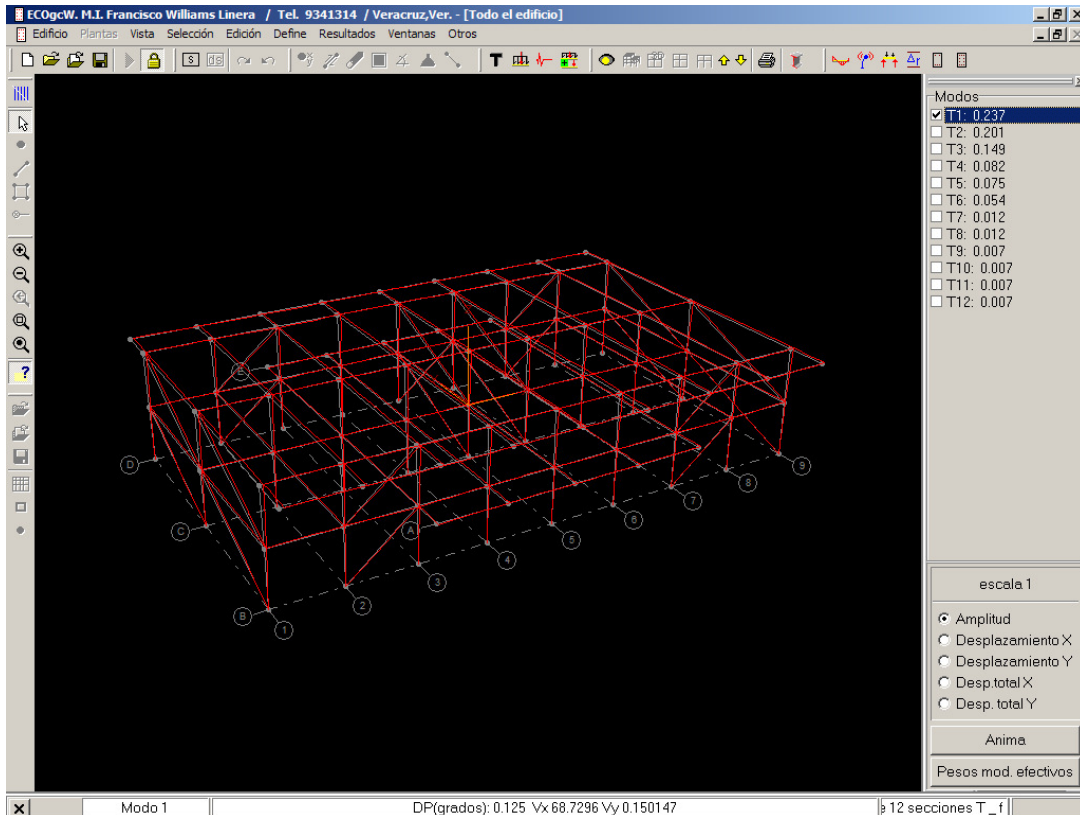 ECOgcW. M.I. Francisco Williams Linera / Tel. 9341314 / Veracruz,Ver. - [Todo el edificio]
Edificio Plantas Vista Selección Edición Define Resultados Ventanas Otros
Modos
T1: 0.237
T2: 0.201
T3: 0.149
T4: 0.082
T5: 0.075
T6: 0.054
T7: 0.012
T8: 0.012
T9: 0.007
T10: 0.007
T11: 0.007
T12: 0.007
E
D
C
B
A
1
2
3
4
5
6
7
8
9
escala 1
Amplitud
Desplazamiento X
Desplazamiento Y
Desp.total X
Desp. total Y
Anima
Pesos mod. efectivos
Modo 1
DP(grados): 0.125 Vx 68.7296 Vy 0.150147
12 secciones T_f